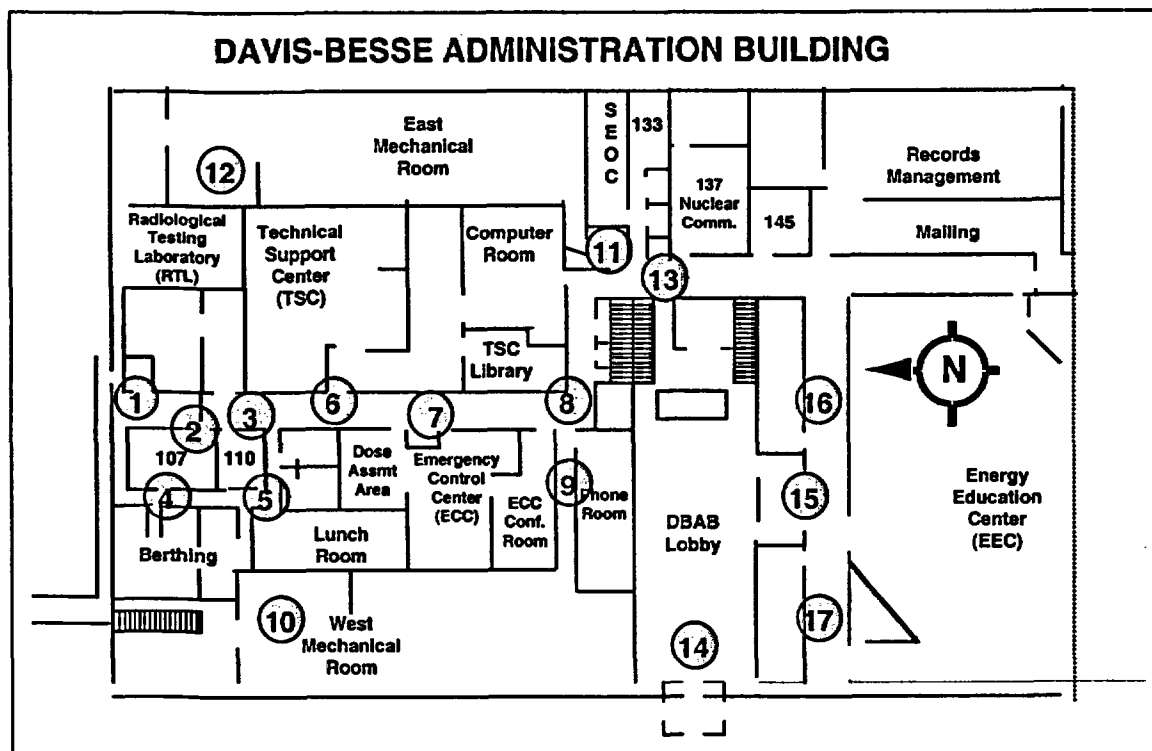 DAVIS-BESSE ADMINISTRATION BUILDING
East
Mechanical
Room
S
E
O
C
133
137
Nuclear
Comm.
145
Records
Management
Mailing
12
Radiological
Testing
Laboratory
(RTL)
Technical
Support
Center
(TSC)
Computer
Room
11
13
TSC
Library
N
1
2
3
6
7
8
16
107
110
Dose
Assmt
Area
Emergency
Control
Center
(ECC)
ECC
Conf.
Room
9
Phone
Room
4
5
15
DBAB
Lobby
Energy
Education
Center
(EEC)
Berthing
Lunch
Room
10
West
Mechanical
Room
14
17